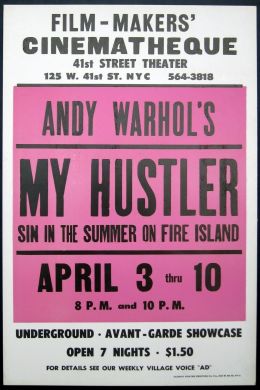 FILM-MAKERS'
CINEMATHEQUE
41st STREET THEATER
125 W. 41st ST. NYC 564-3818
ANDY WARHOL'S
MY HUSTLER
SIN IN THE SUMMER ON FIRE ISLAND
APRIL 3 thru 10
8 P.M. and 10 P.M.
UNDERGROUND · AVANT-GARDE SHOWCASE
OPEN 7 NIGHTS · $1.50
FOR DETAILS SEE OUR WEEKLY VILLAGE VOICE "AD"